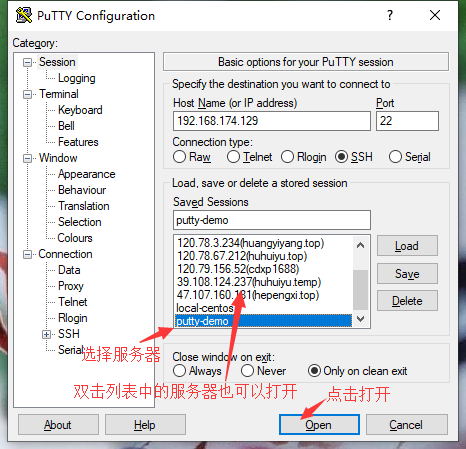 PuTTY Configuration
Category:
Session
Logging
Terminal
Keyboard
Bell
Features
Window
Appearance
Behaviour
Translation
Selection
Colours
Connection
Data
Proxy
Telnet
Rlogin
SSH
Serial
Basic options for your PuTTY session
Specify the destination you want to connect to
Host Name (or IP address) Port
192.168.174.129 22
Connection type:
Raw Telnet Rlogin SSH Serial
Load, save or delete a stored session
Saved Sessions
putty-demo
120.78.3.234(huangyiyang.top)
120.78.67.212(huhuiyu.top)
120.79.156.52(cdxp1688)
39.108.124.237(huhuiyu.temp)
47.107.160.181(hepengxi.top)
local-centos
putty-demo
Load
Save
Delete
选择服务器
Close window on exit:
Always Never Only on clean exit
双击列表中的服务器也可以打开
点击打开
About Help Open Cancel